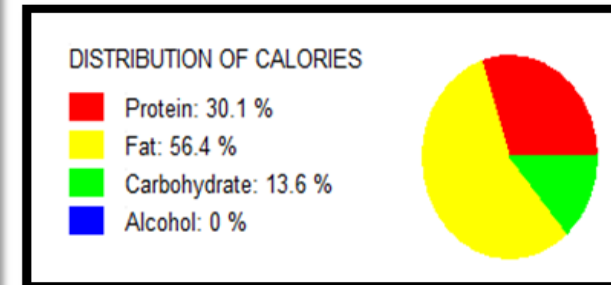 DISTRIBUTION OF CALORIES
Protein: 30.1 %
Fat: 56.4 %
Carbohydrate: 13.6 %
Alcohol: 0 %